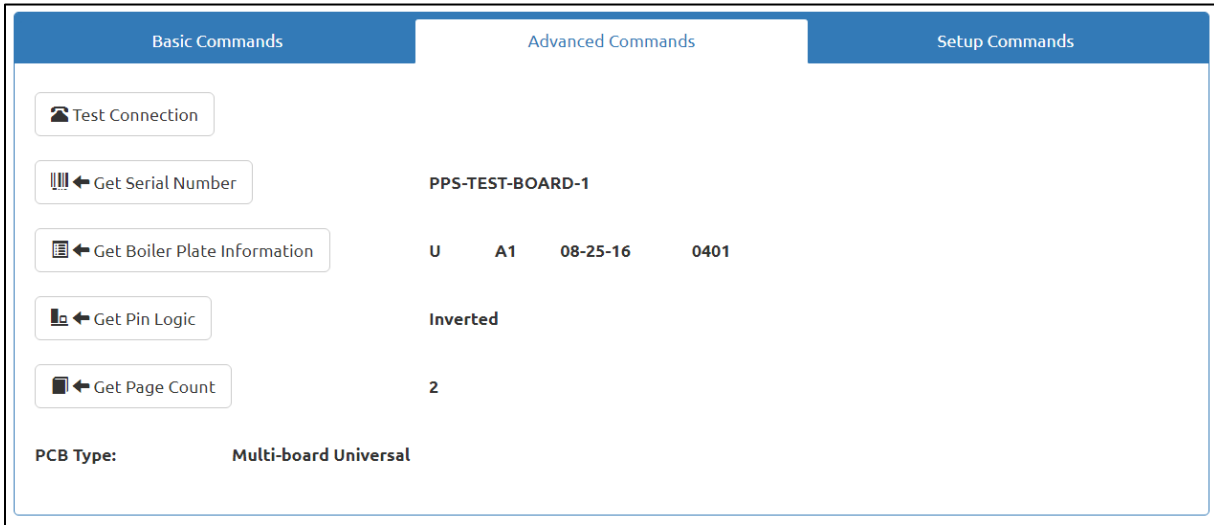 Basic Commands Advanced Commands Setup Commands
Test Connection
Get Serial Number PPS-TEST-BOARD-1
Get Boiler Plate Information U A1 08-25-16 0401
Get Pin Logic Inverted
Get Page Count 2
PCB Type: Multi-board Universal